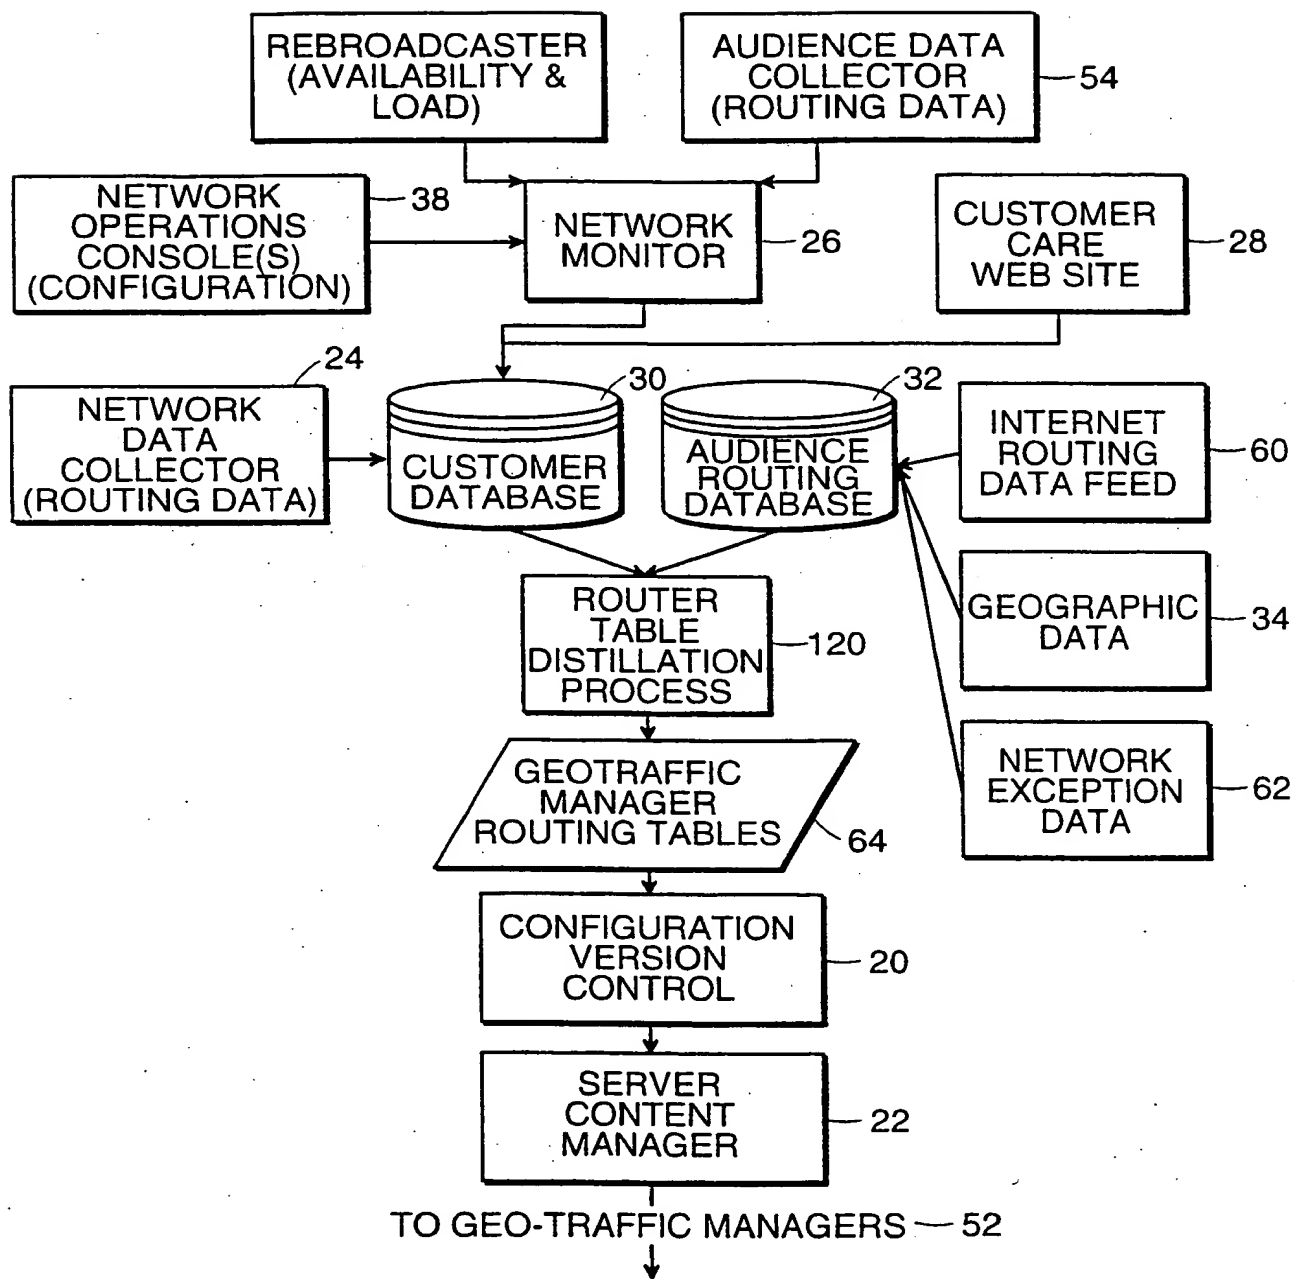 REBROADCASTER
(AVAILABILITY &
LOAD)
AUDIENCE DATA
COLLECTOR
(ROUTING DATA)
54
NETWORK
OPERATIONS
CONSOLE(S)
(CONFIGURATION)
38
NETWORK
MONITOR
26
CUSTOMER
CARE
WEB SITE
28
24
NETWORK
DATA
COLLECTOR
(ROUTING DATA)
30
CUSTOMER
DATABASE
32
AUDIENCE
ROUTING
DATABASE
INTERNET
ROUTING
DATA FEED
60
ROUTER
TABLE
DISTILLATION
PROCESS
120
GEOGRAPHIC
DATA
34
GEOTRAFFIC
MANAGER
ROUTING TABLES
64
NETWORK
EXCEPTION
DATA
62
CONFIGURATION
VERSION
CONTROL
20
SERVER
CONTENT
MANAGER
22
TO GEO-TRAFFIC MANAGERS
52